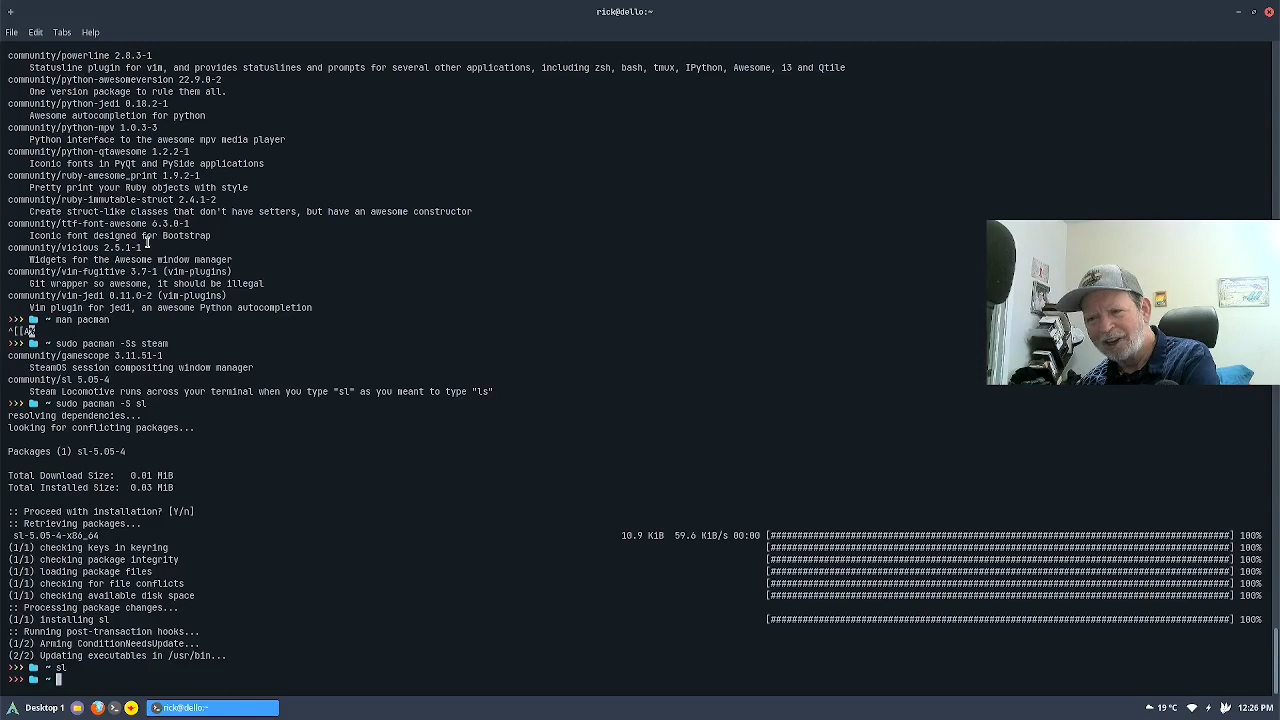 rick@dello:~
File Edit Tabs Help
community/powerline 2.8.3-1
Statusline plugin for vim, and provides statuslines and prompts for several other applications, including zsh, bash, tmux, IPython, Awesome, i3 and Qtile
community/python-awesomeversion 22.9.0-2
One version package to rule them all.
community/python-jedi 0.18.2-1
Awesome autocompletion for python
community/python-mpv 1.0.3-3
Python interface to the awesome mpv media player
community/python-qtawesome 1.2.2-1
Iconic fonts in PyQt and PySide applications
community/ruby-awesome_print 1.9.2-1
Pretty print your Ruby objects with style
community/ruby-immutable-struct 2.4.1-2
Create struct-like classes that don't have setters, but have an awesome constructor
community/ttf-font-awesome 6.3.0-1
Iconic font designed for Bootstrap
community/vicious 2.5.1-1
Widgets for the Awesome window manager
community/vim-fugitive 3.7-1 (vim-plugins)
Git wrapper so awesome, it should be illegal
community/vim-jedi 0.11.0-2 (vim-plugins)
Vim plugin for jedi, an awesome Python autocompletion
>>> ~ man pacman
^[[A
>>> ~ sudo pacman -Ss steam
community/gamescope 3.11.51-1
SteamOS session compositing window manager
community/sl 5.05-4
Steam Locomotive runs across your terminal when you type "sl" as you meant to type "ls"
>>> ~ sudo pacman -S sl
resolving dependencies...
looking for conflicting packages...
Packages (1) sl-5.05-4
Total Download Size: 0.01 MiB
Total Installed Size: 0.03 MiB
:: Proceed with installation? [Y/n]
:: Retrieving packages...
sl-5.05-4-x86_64 10.9 KiB 59.6 KiB/s 00:00 [######################################################################################] 100%
(1/1) checking keys in keyring [######################################################################################] 100%
(1/1) checking package integrity [######################################################################################] 100%
(1/1) loading package files [######################################################################################] 100%
(1/1) checking for file conflicts [######################################################################################] 100%
(1/1) checking available disk space [######################################################################################] 100%
:: Processing package changes...
(1/1) installing sl [######################################################################################] 100%
:: Running post-transaction hooks...
(1/2) Arming ConditionNeedsUpdate...
(2/2) Updating executables in /usr/bin...
>>> ~ sl
>>> ~
Desktop 1 rick@dello:~ 19 °C 12:26 PM